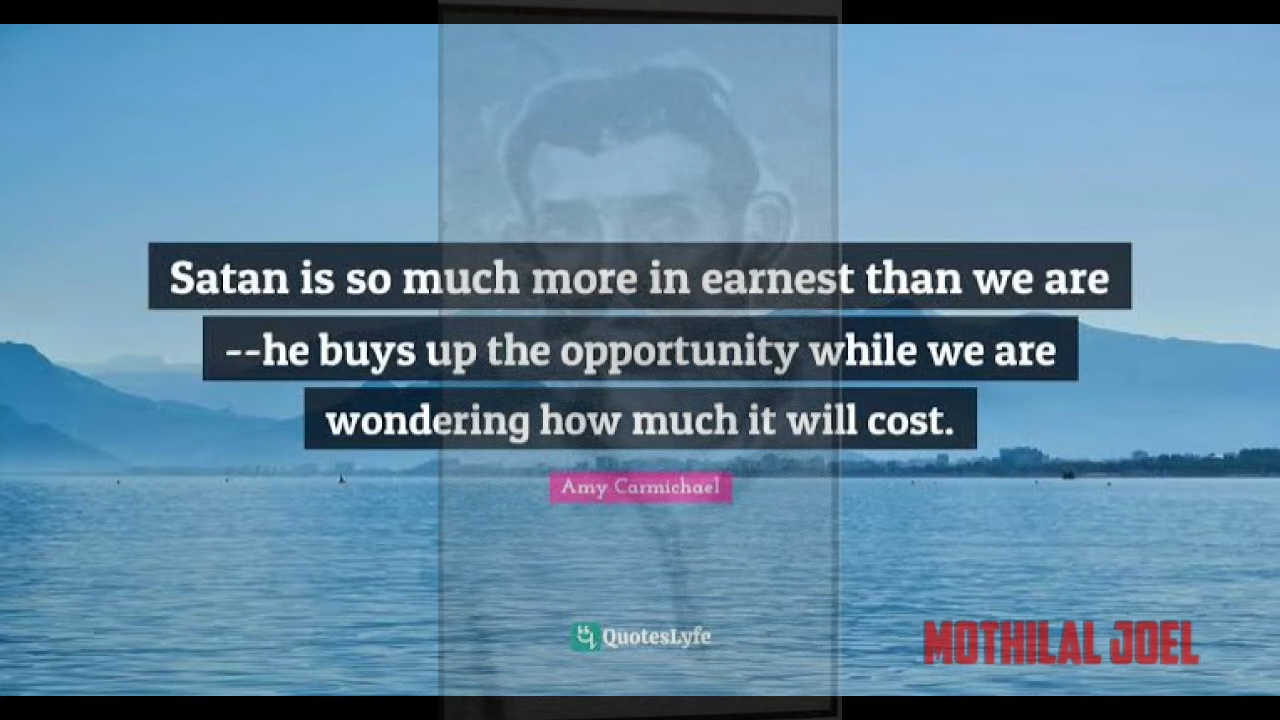 Satan is so much more in earnest than we are
--he buys up the opportunity while we are
wondering how much it will cost.
Amy Carmichael
QuotesLyfe
MOTHILAL JOEL